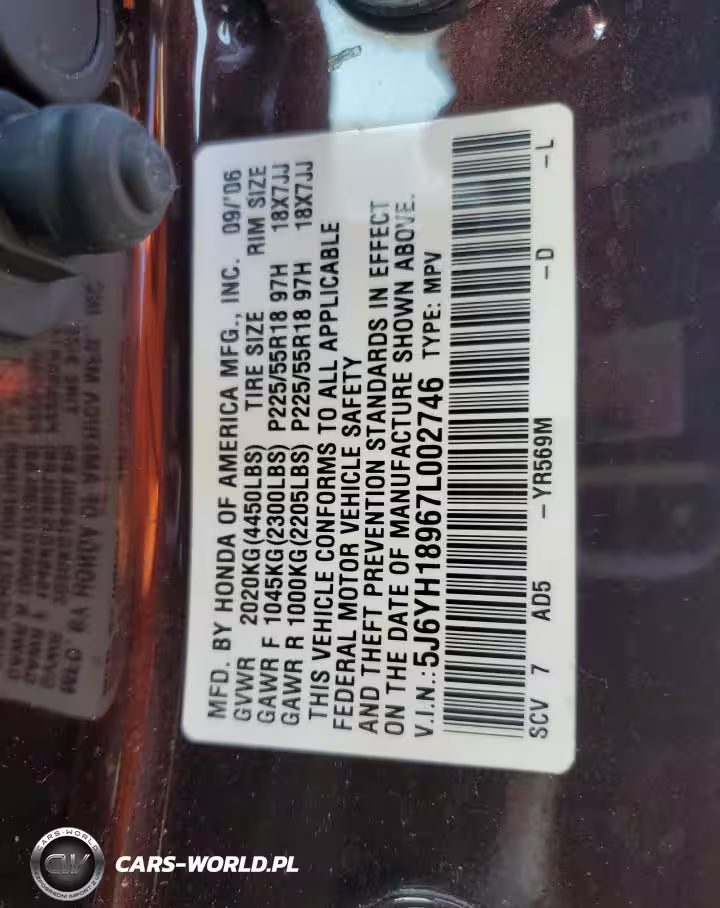 MFD. BY HONDA OF AMERICA MFG., INC. 09/'06
GVWR 2020KG(4450LBS) TIRE SIZE RIM SIZE
GAWR F 1045KG(2300LBS) P225/55R18 97H 18X7JJ
GAWR R 1000KG(2205LBS) P225/55R18 97H 18X7JJ
THIS VEHICLE CONFORMS TO ALL APPLICABLE
FEDERAL MOTOR VEHICLE SAFETY
AND THEFT PREVENTION STANDARDS IN EFFECT
ON THE DATE OF MANUFACTURE SHOWN ABOVE.
V.I.N.:5J6YH18967L002746 TYPE: MPV
SCV 7 AD5 -YR569M -D -L
CARS-WORLD
CW
CARS-WORLD.PL